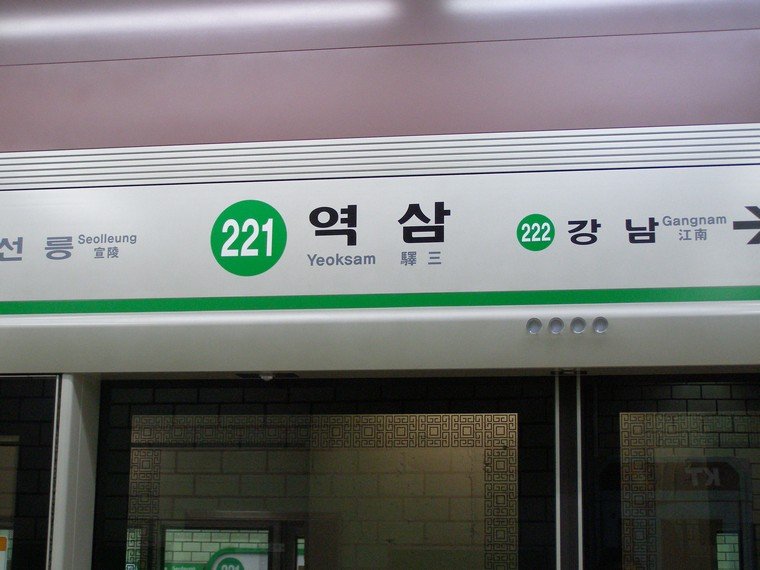 선 릉 Seolleung
宣陵
221 역 삼
Yeoksam 驛 三
222 강 남 Gangnam
江南